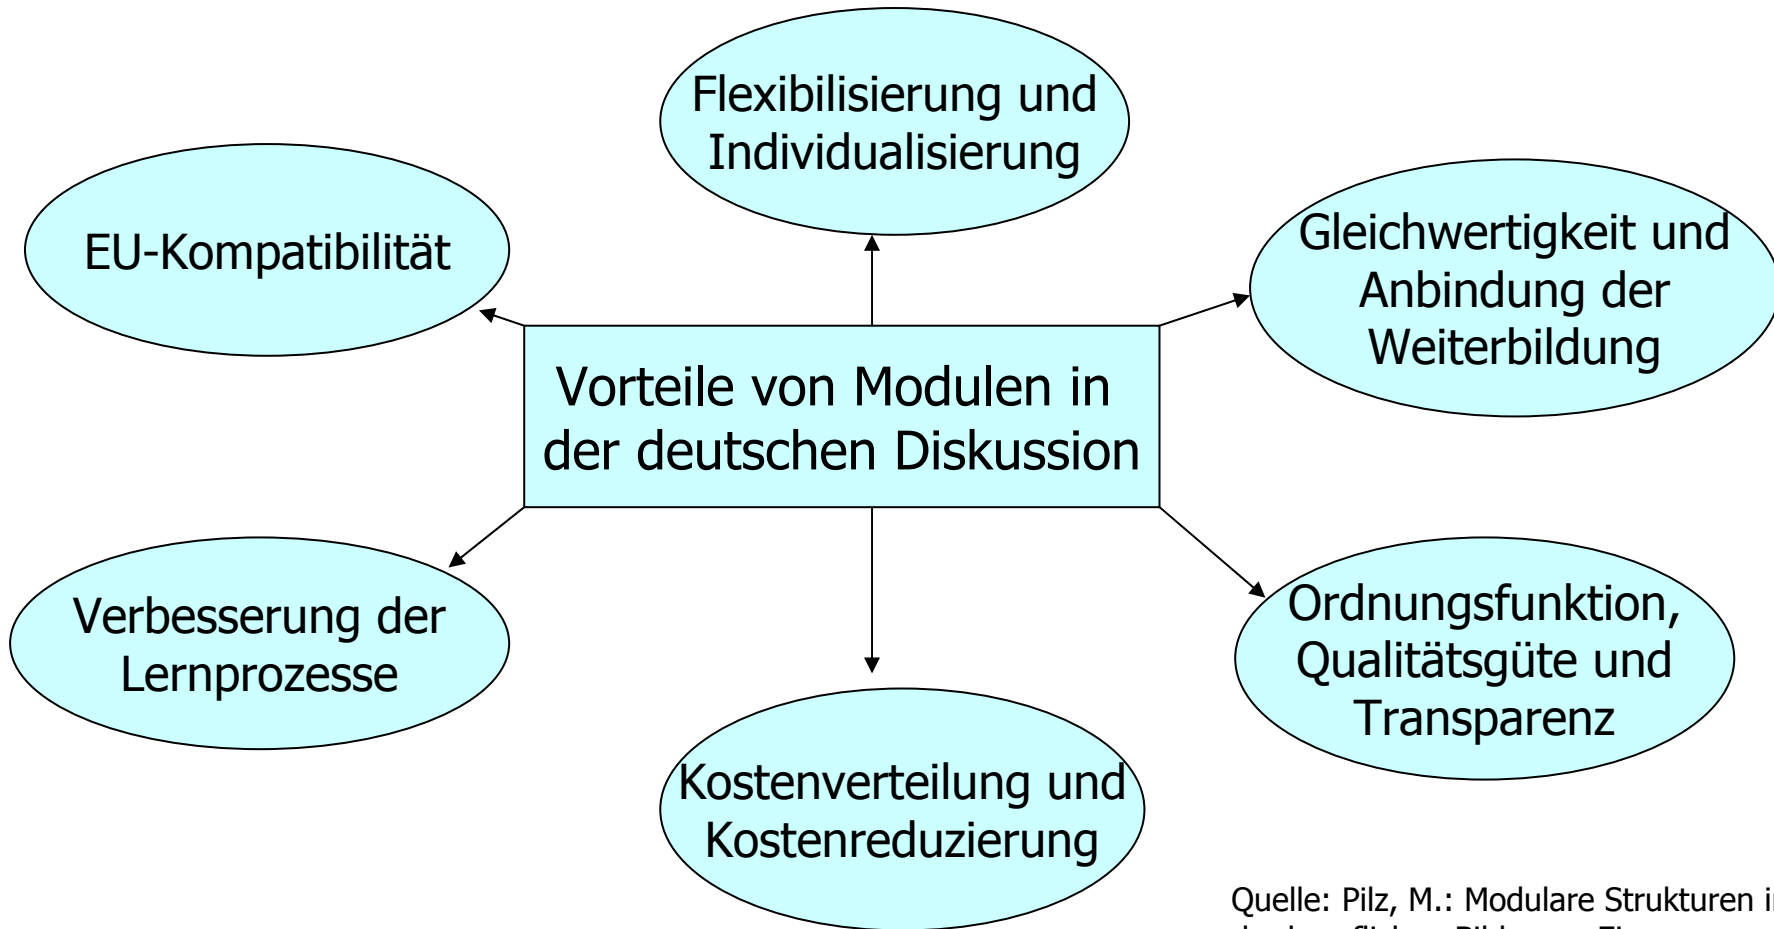 Flexibilisierung und
Individualisierung
EU-Kompatibilität
Gleichwertigkeit und
Anbindung der
Weiterbildung
Vorteile von Modulen in
der deutschen Diskussion
Verbesserung der
Lernprozesse
Ordnungsfunktion,
Qualitätsgüte und
Transparenz
Kostenverteilung und
Kostenreduzierung
Quelle: Pilz, M.: Modulare Strukturen